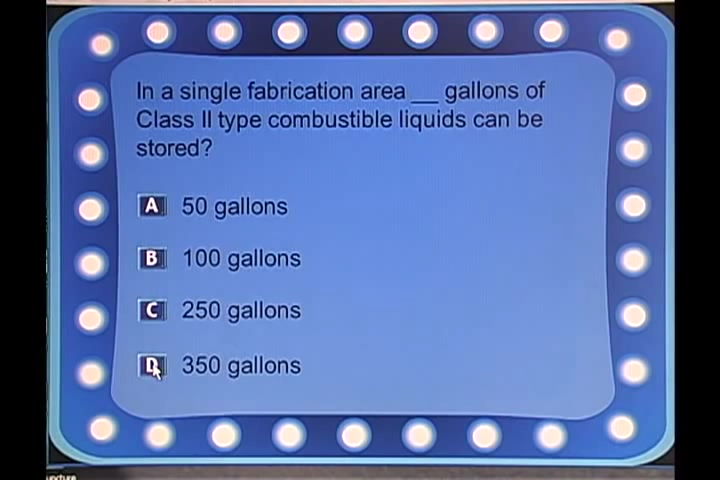 In a single fabrication area __ gallons of
Class II type combustible liquids can be
stored?
A 50 gallons
B 100 gallons
C 250 gallons
D 350 gallons